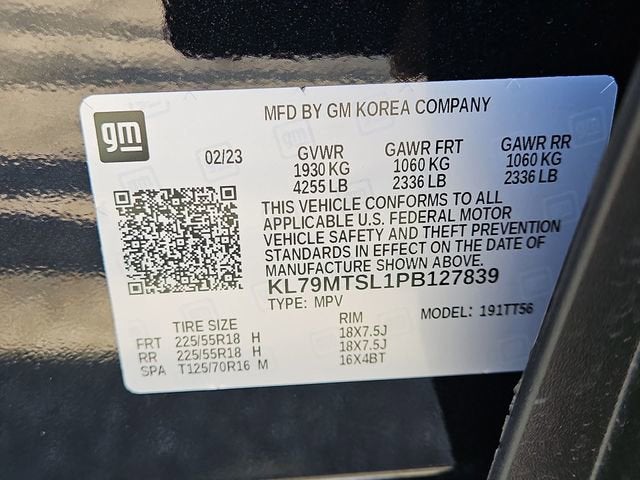 MFD BY GM KOREA COMPANY
gm
02/23 GVWR GAWR FRT GAWR RR
1930 KG 1060 KG 1060 KG
4255 LB 2336 LB 2336 LB
THIS VEHICLE CONFORMS TO ALL
APPLICABLE U.S. FEDERAL MOTOR
VEHICLE SAFETY AND THEFT PREVENTION
STANDARDS IN EFFECT ON THE DATE OF
MANUFACTURE SHOWN ABOVE.
KL79MTSL1PB127839
TYPE: MPV MODEL: 191TT56
TIRE SIZE RIM
FRT 225/55R18 H 18X7.5J
RR 225/55R18 H 18X7.5J
SPA T125/70R16 M 16X4BT